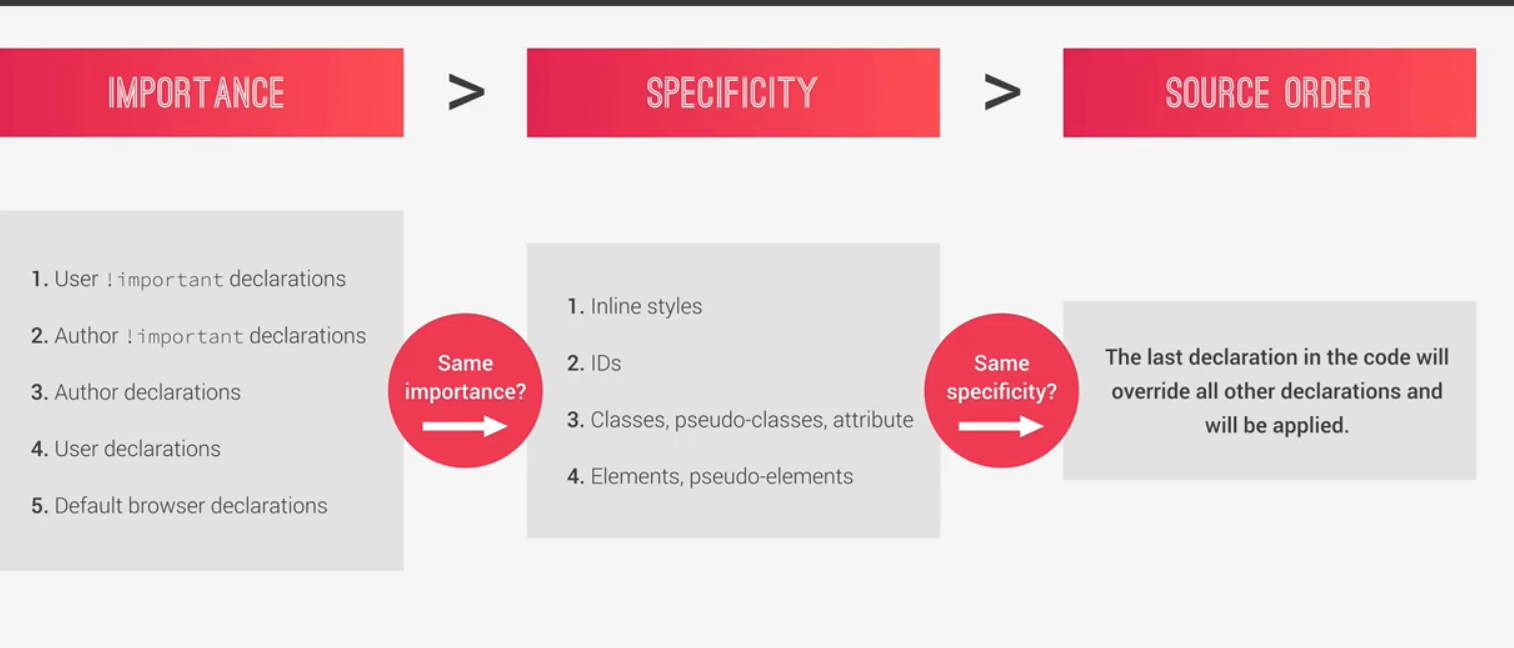 IMPORTANCE > SPECIFICITY > SOURCE ORDER
1. User !important declarations
2. Author !important declarations
3. Author declarations
4. User declarations
5. Default browser declarations
Same
importance?
1. Inline styles
2. IDs
3. Classes, pseudo-classes, attribute
4. Elements, pseudo-elements
Same
specificity?
The last declaration in the code will
override all other declarations and
will be applied.